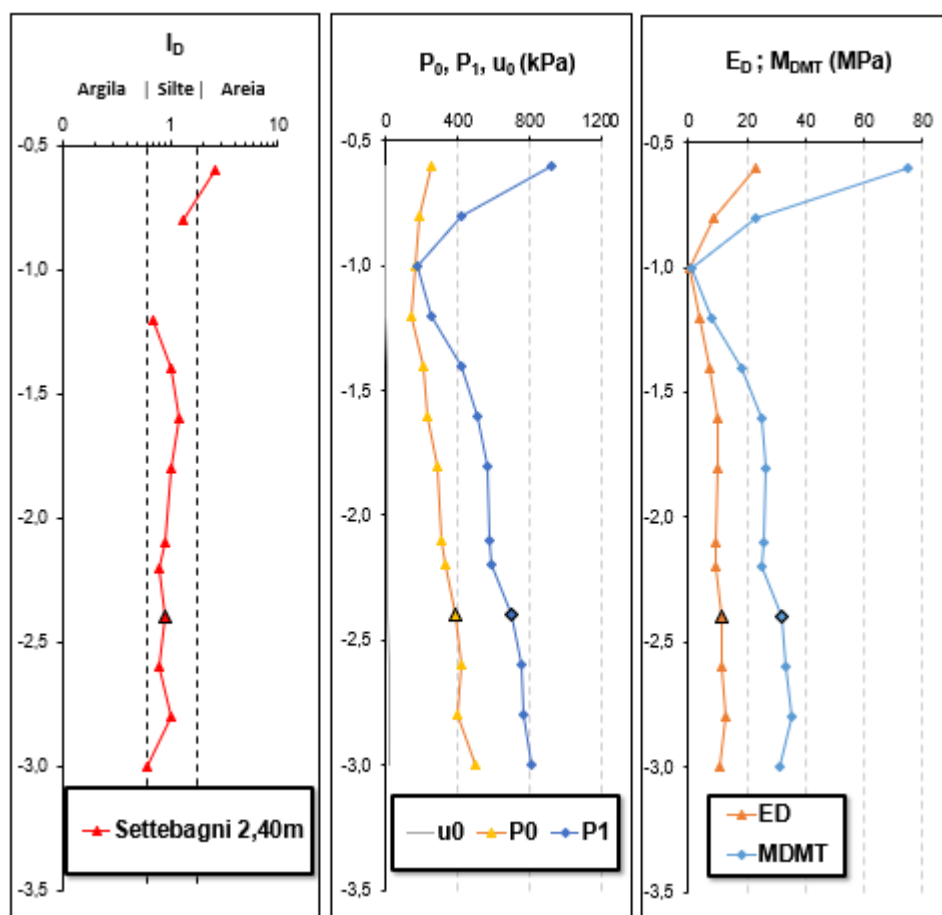 I_D
Argila | Silte | Areia
0 1 10
-0,5
-1,0
-1,5
-2,0
-2,5
-3,0
-3,5
Settebagni 2,40m
P₀, P₁, u₀ (kPa)
0 400 800 1200
-0,5
-1,0
-1,5
-2,0
-2,5
-3,0
-3,5
u0 P0 P1
E_D ; M_DMT (MPa)
0 20 40 60 80
-0,5
-1,0
-1,5
-2,0
-2,5
-3,0
-3,5
ED
MDMT